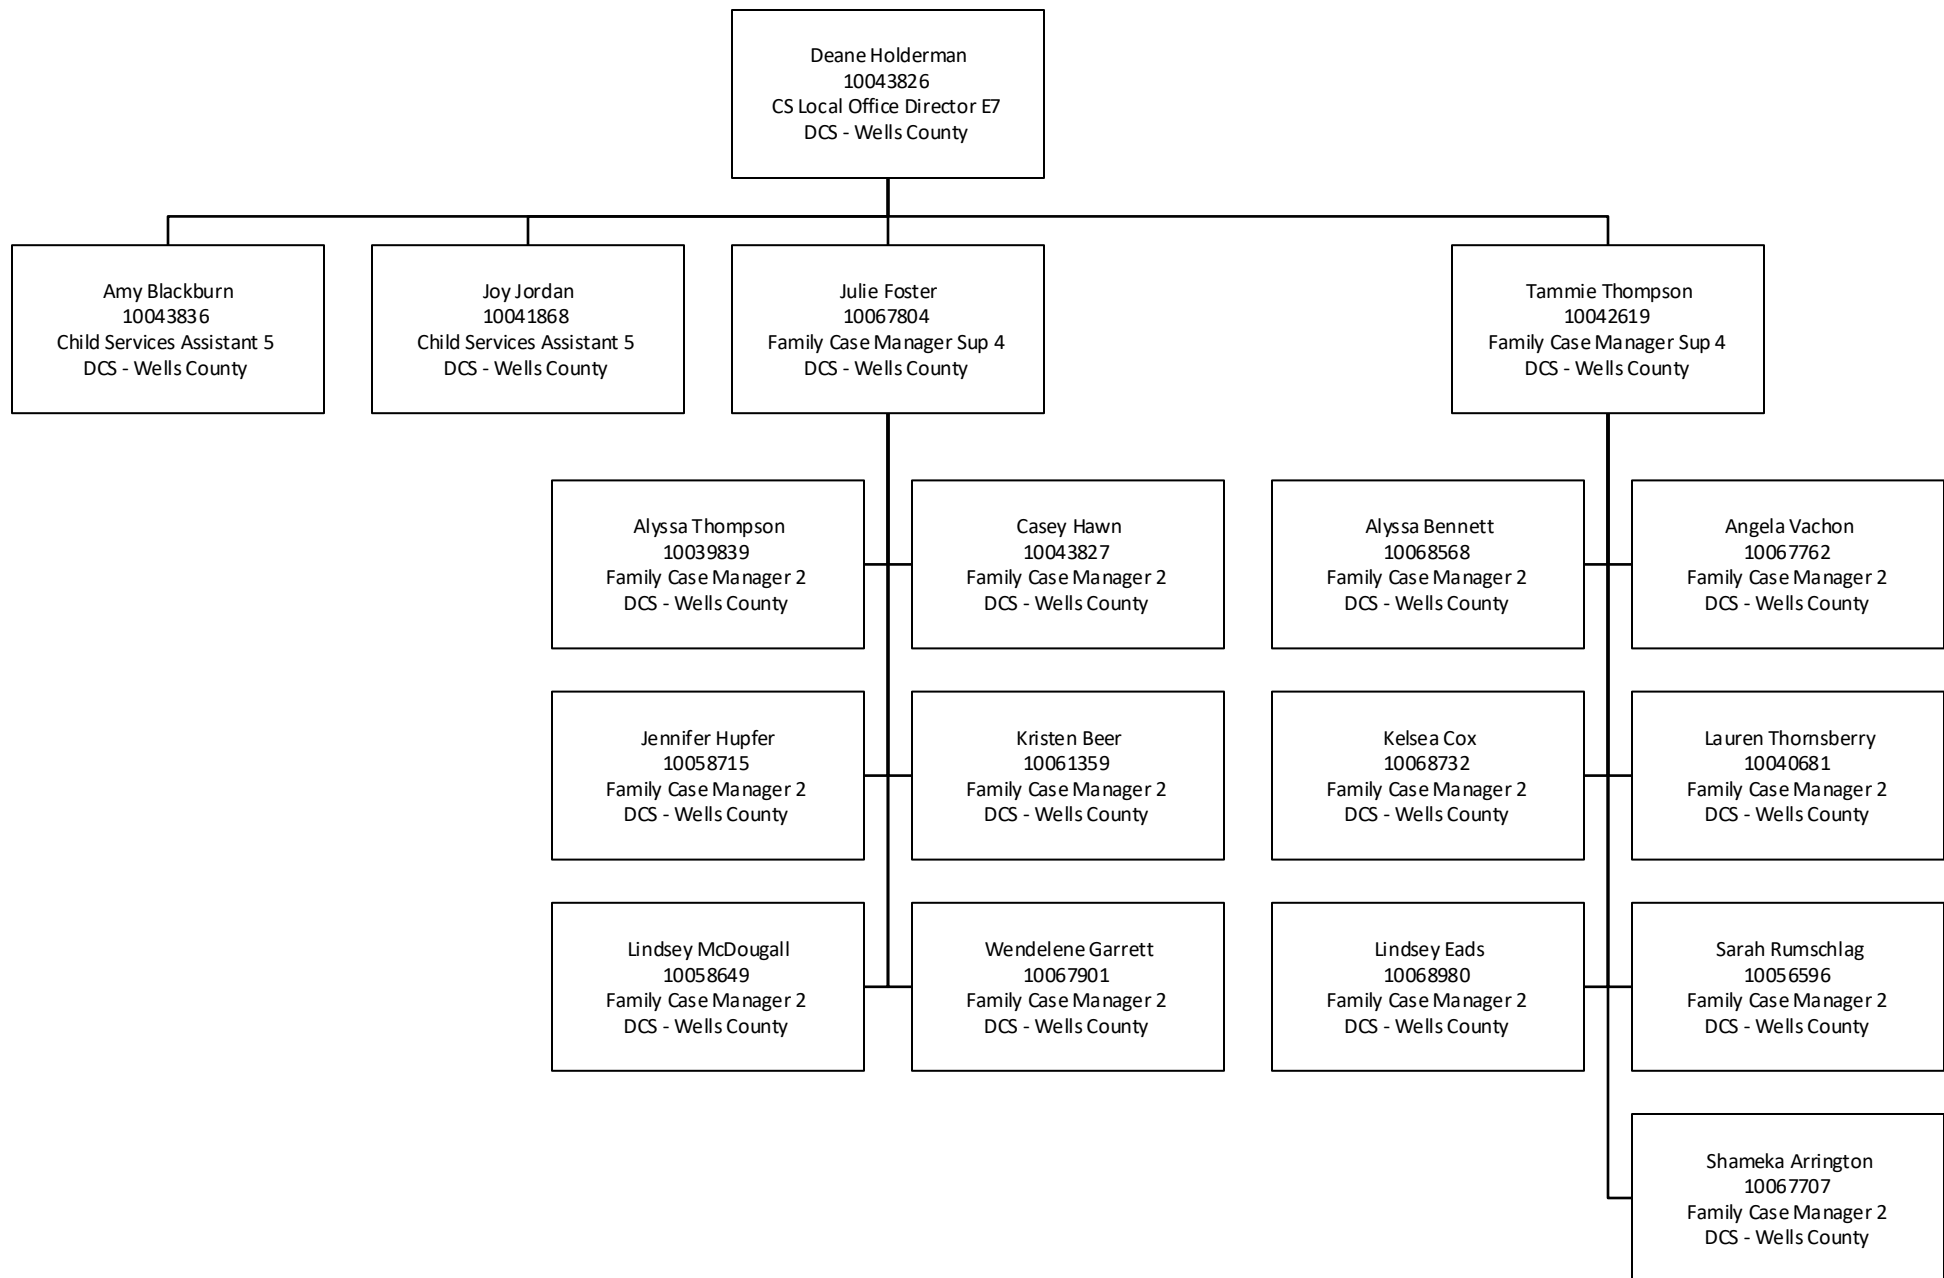 Deane Holderman
10043826
CS Local Office Director E7
DCS - Wells County
Amy Blackburn
10043836
Child Services Assistant 5
DCS - Wells County
Joy Jordan
10041868
Child Services Assistant 5
DCS - Wells County
Julie Foster
10067804
Family Case Manager Sup 4
DCS - Wells County
Tammie Thompson
10042619
Family Case Manager Sup 4
DCS - Wells County
Alyssa Thompson
10039839
Family Case Manager 2
DCS - Wells County
Casey Hawn
10043827
Family Case Manager 2
DCS - Wells County
Alyssa Bennett
10068568
Family Case Manager 2
DCS - Wells County
Angela Vachon
10067762
Family Case Manager 2
DCS - Wells County
Jennifer Hupfer
10058715
Family Case Manager 2
DCS - Wells County
Kristen Beer
10061359
Family Case Manager 2
DCS - Wells County
Kelsea Cox
10068732
Family Case Manager 2
DCS - Wells County
Lauren Thornsberry
10040681
Family Case Manager 2
DCS - Wells County
Lindsey McDougall
10058649
Family Case Manager 2
DCS - Wells County
Wendelene Garrett
10067901
Family Case Manager 2
DCS - Wells County
Lindsey Eads
10068980
Family Case Manager 2
DCS - Wells County
Sarah Rumschlag
10056596
Family Case Manager 2
DCS - Wells County
Shameka Arrington
10067707
Family Case Manager 2
DCS - Wells County